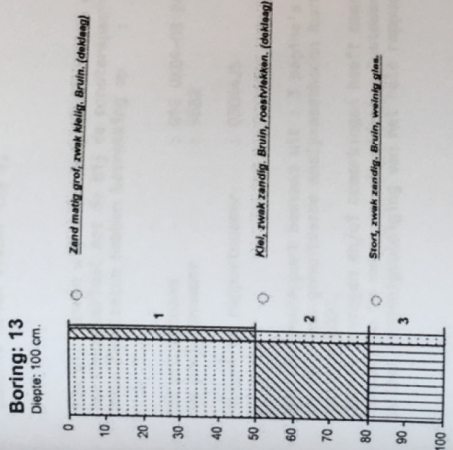 Boring: 13
Diepte: 100 cm.
0
10
20
30
40
50
60
70
80
90
100
1
2
3
Zand matig grof, zwak kleiig. Bruin. (deklaag)
Klei, zwak zandig. Bruin, roestvlekken. (deklaag)
Stort, zwak zandig. Bruin, weinig glas.